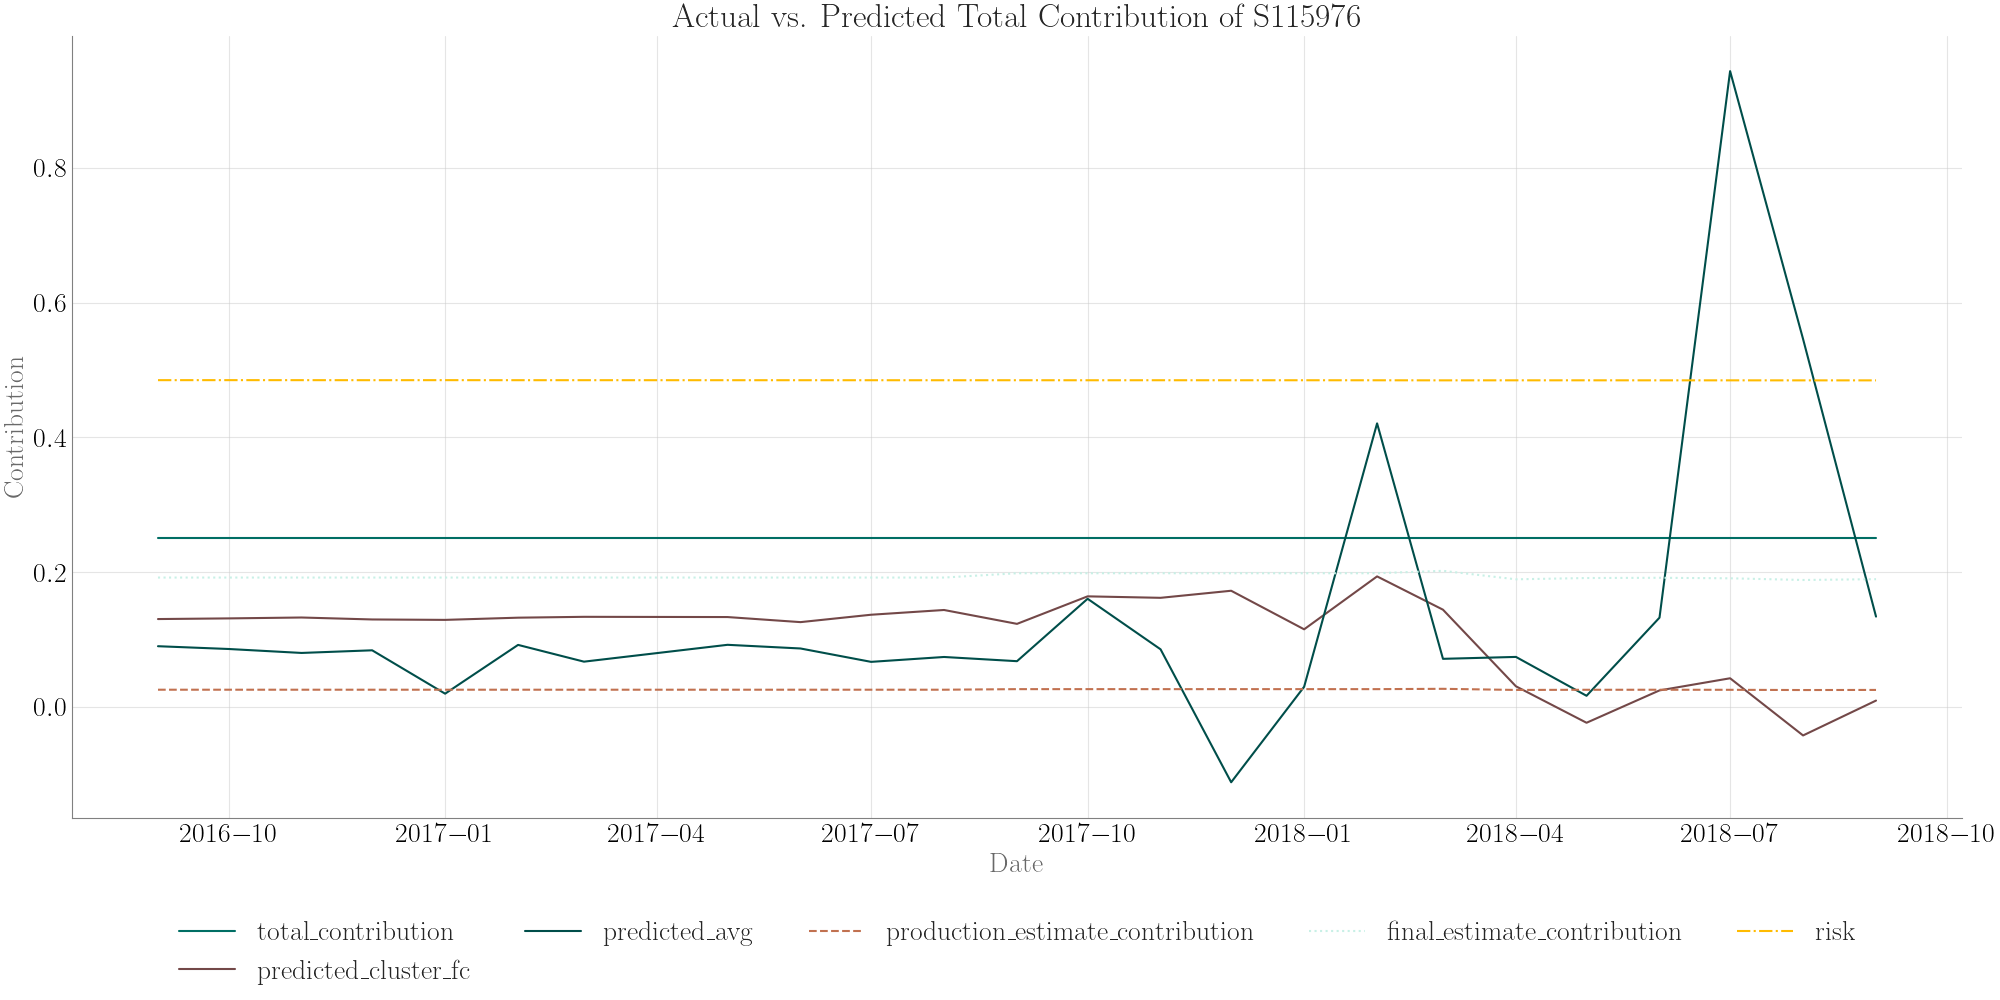 Actual vs. Predicted Total Contribution of S115976
Contribution
0.8
0.6
0.4
0.2
0.0
2016–10 2017–01 2017–04 2017–07 2017–10 2018–01 2018–04 2018–07 2018–10
Date
total_contribution predicted_avg production_estimate_contribution final_estimate_contribution risk
predicted_cluster_fc